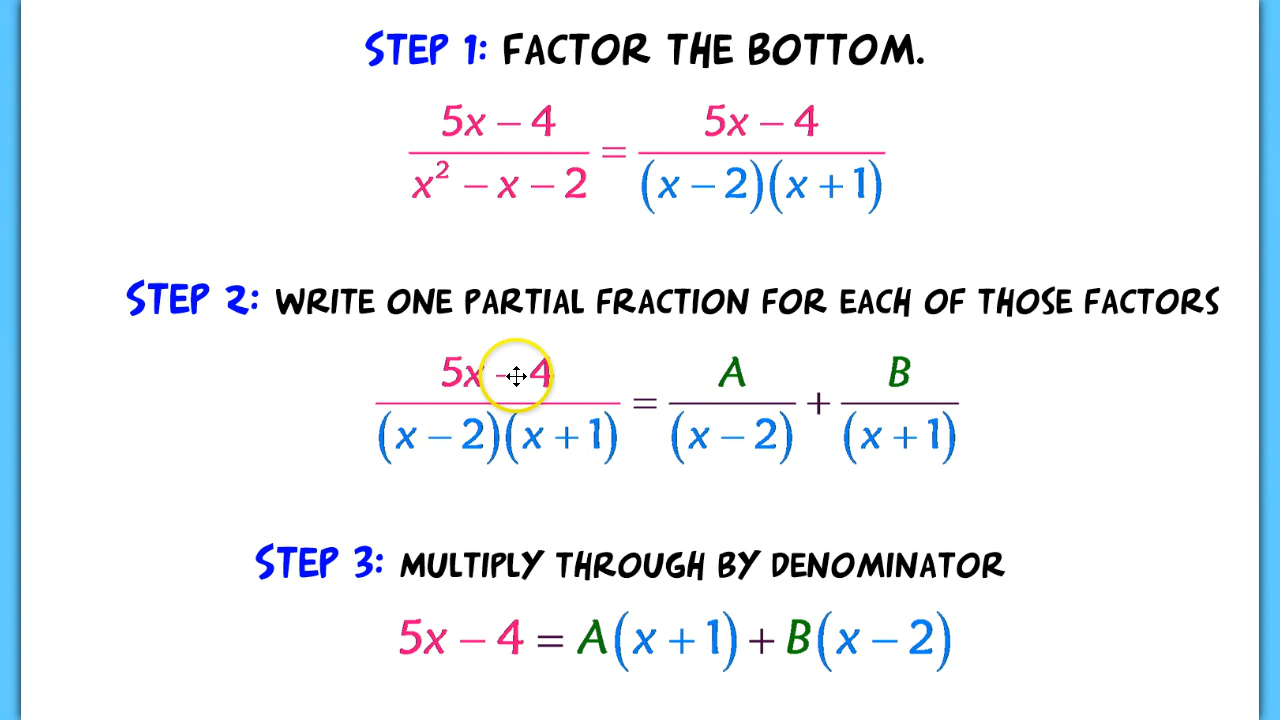 STEP 1: FACTOR THE BOTTOM.
5x − 4 / x² − x − 2 = 5x − 4 / (x − 2)(x + 1)
STEP 2: WRITE ONE PARTIAL FRACTION FOR EACH OF THOSE FACTORS
5x − 4 / (x − 2)(x + 1) = A / (x − 2) + B / (x + 1)
STEP 3: MULTIPLY THROUGH BY DENOMINATOR
5x − 4 = A(x + 1) + B(x − 2)